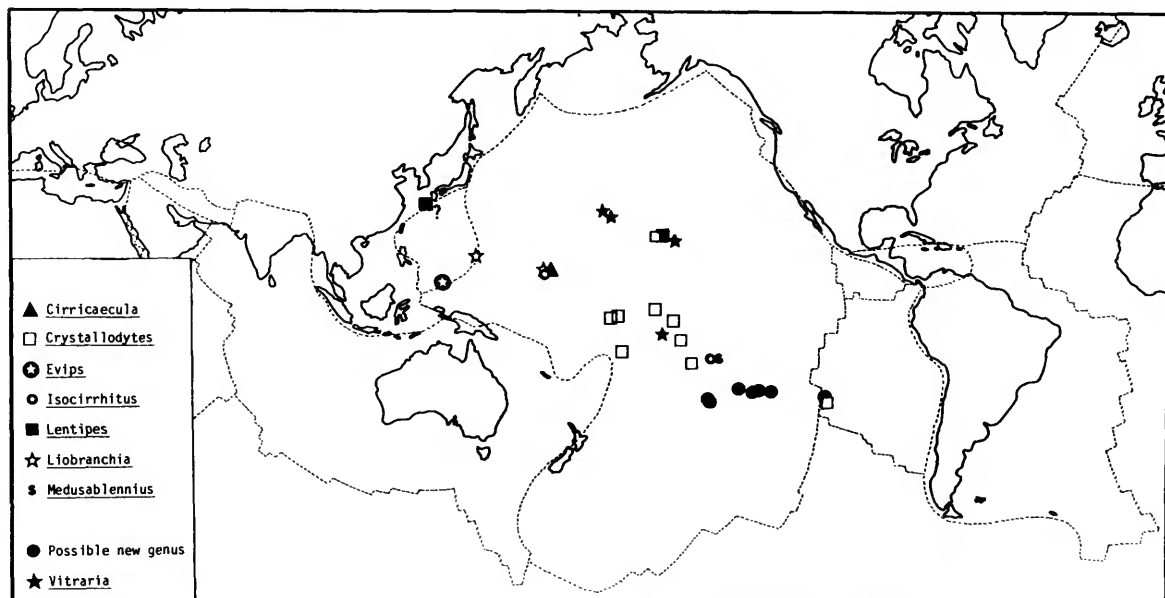 Cirricaecula
Crystallodytes
Evips
Isocirrhitus
Lentipes
Liobranchia
$ Medusablennius
Possible new genus
Vitraria
?
$